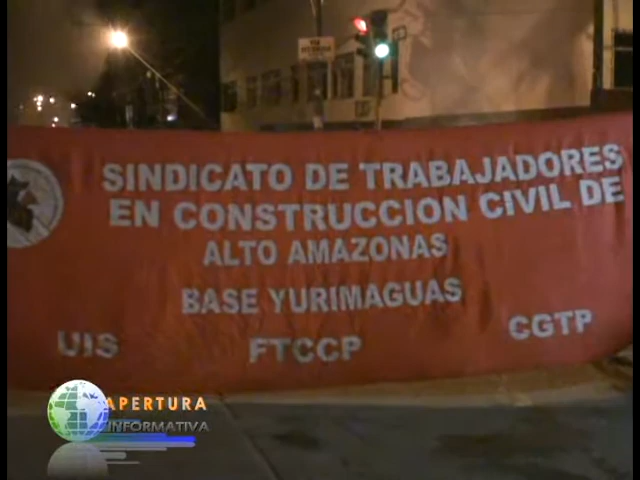 SINDICATO DE TRABAJADORES
EN CONSTRUCCION CIVIL DE
ALTO AMAZONAS
BASE YURIMAGUAS
UIS FTCCP CGTP
APERTURA
INFORMATIVA